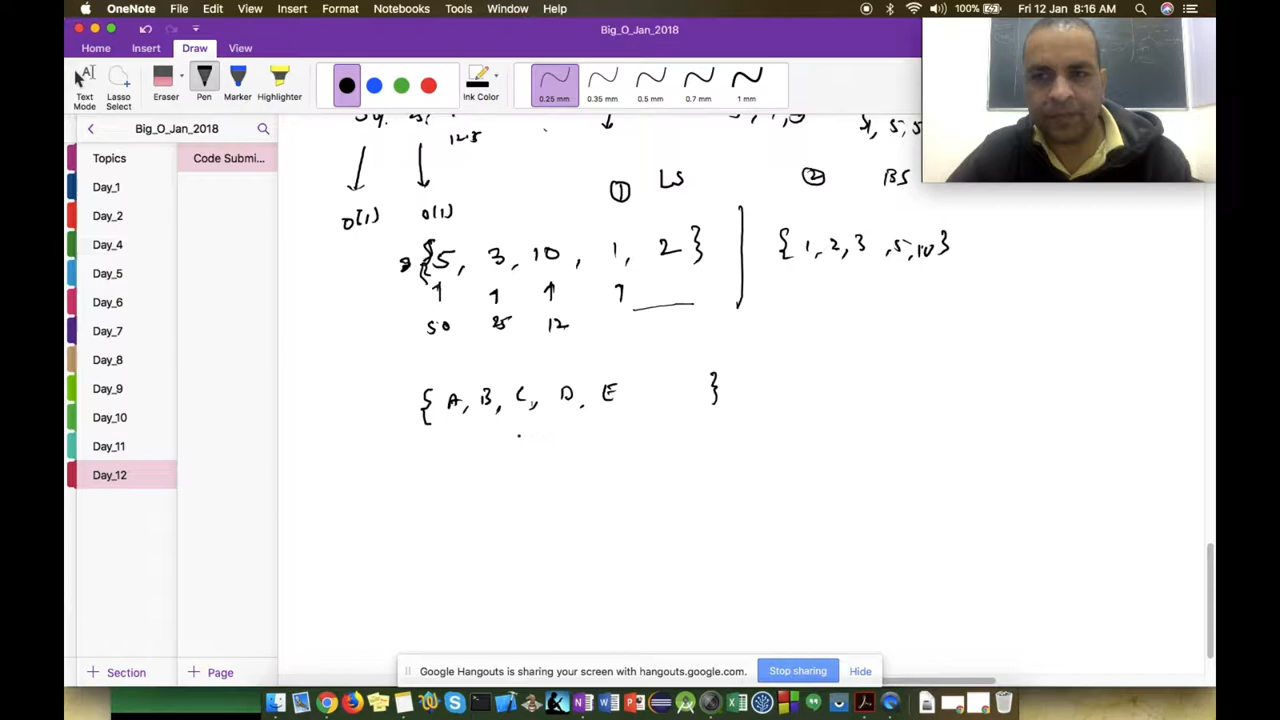 OneNote File Edit View Insert Format Notebooks Tools Window Help 100% Fri 12 Jan 8:16 AM
Big_O_Jan_2018
Home Insert Draw View
Text Mode
Lasso Select
Eraser
Pen
Marker
Highlighter
Ink Color
0.25 mm
0.35 mm
0.5 mm
0.7 mm
1 mm
Big_O_Jan_2018
Topics
Day_1
Day_2
Day_4
Day_5
Day_6
Day_7
Day_8
Day_9
Day_10
Day_11
Day_12
Code Submi...
12.5
① LS ② BS
O(1) O(1)
{5, 3, 10, 1, 2} {1, 2, 3, 5, 10}
50 25 12
{A, B, C, D, E }
+ Section + Page
Google Hangouts is sharing your screen with hangouts.google.com. Stop sharing Hide